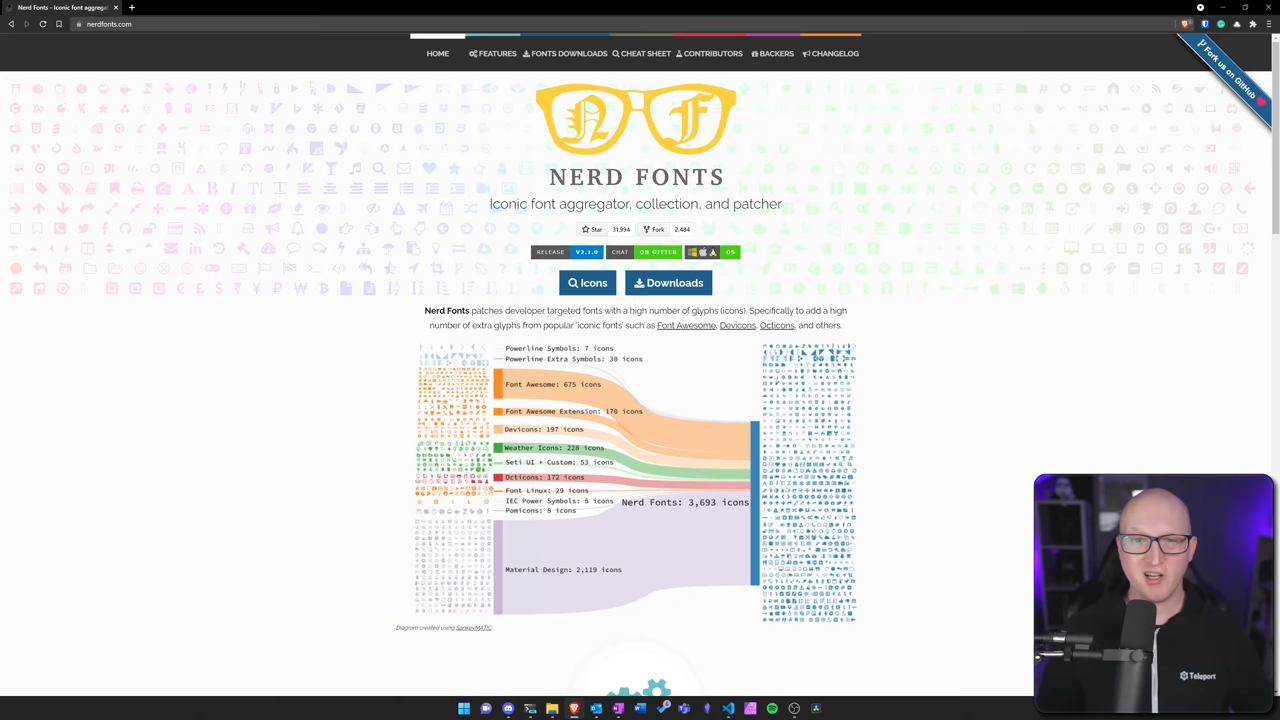 Nerd Fonts - Iconic font aggregat
nerdfonts.com
HOME
FEATURES
FONTS DOWNLOADS
CHEAT SHEET
CONTRIBUTORS
BACKERS
CHANGELOG
Fork us on GitHub
N F
NERD FONTS
Iconic font aggregator, collection, and patcher
Star 31,994 Fork 2,484
RELEASE V2.1.0 CHAT ON GITTER OS
Icons Downloads
Nerd Fonts patches developer targeted fonts with a high number of glyphs (icons). Specifically to add a high
number of extra glyphs from popular 'iconic fonts' such as Font Awesome, Devicons, Octicons, and others.
Powerline Symbols: 7 icons
Powerline Extra Symbols: 30 icons
Font Awesome: 675 icons
Font Awesome Extension: 170 icons
Devicons: 197 icons
Weather Icons: 228 icons
Seti UI + Custom: 53 icons
Octicons: 172 icons
Font Linux: 29 icons
IEC Power Symbols: 5 icons
Pomicons: 8 icons
Nerd Fonts: 3,693 icons
Material Design: 2,119 icons
Diagram created using SankeyMATIC
Teleport